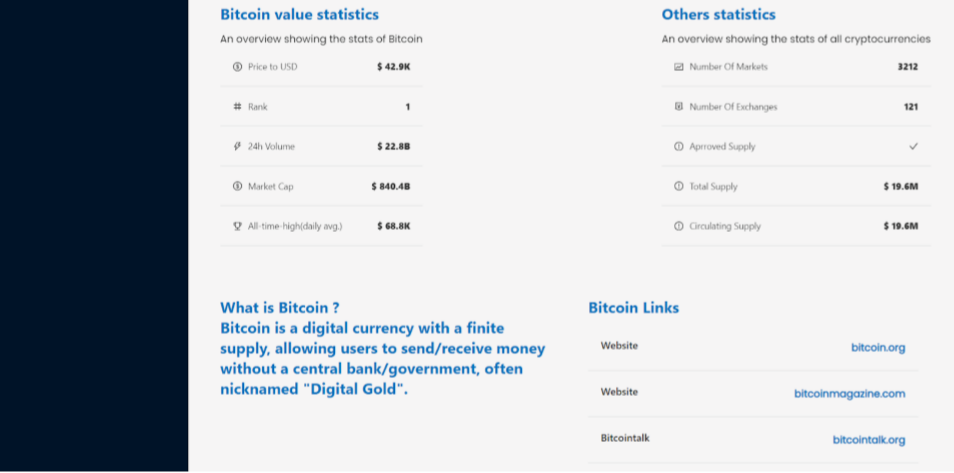 Bitcoin value statistics
An overview showing the stats of Bitcoin
Price to USD $ 42.9K
# Rank 1
24h Volume $ 22.8B
Market Cap $ 840.4B
All-time-high(daily avg.) $ 68.8K
Others statistics
An overview showing the stats of all cryptocurrencies
Number Of Markets 3212
Number Of Exchanges 121
Aprroved Supply ✓
Total Supply $ 19.6M
Circulating Supply $ 19.6M
What is Bitcoin ?
Bitcoin is a digital currency with a finite
supply, allowing users to send/receive money
without a central bank/government, often
nicknamed "Digital Gold".
Bitcoin Links
Website bitcoin.org
Website bitcoinmagazine.com
Bitcointalk bitcointalk.org